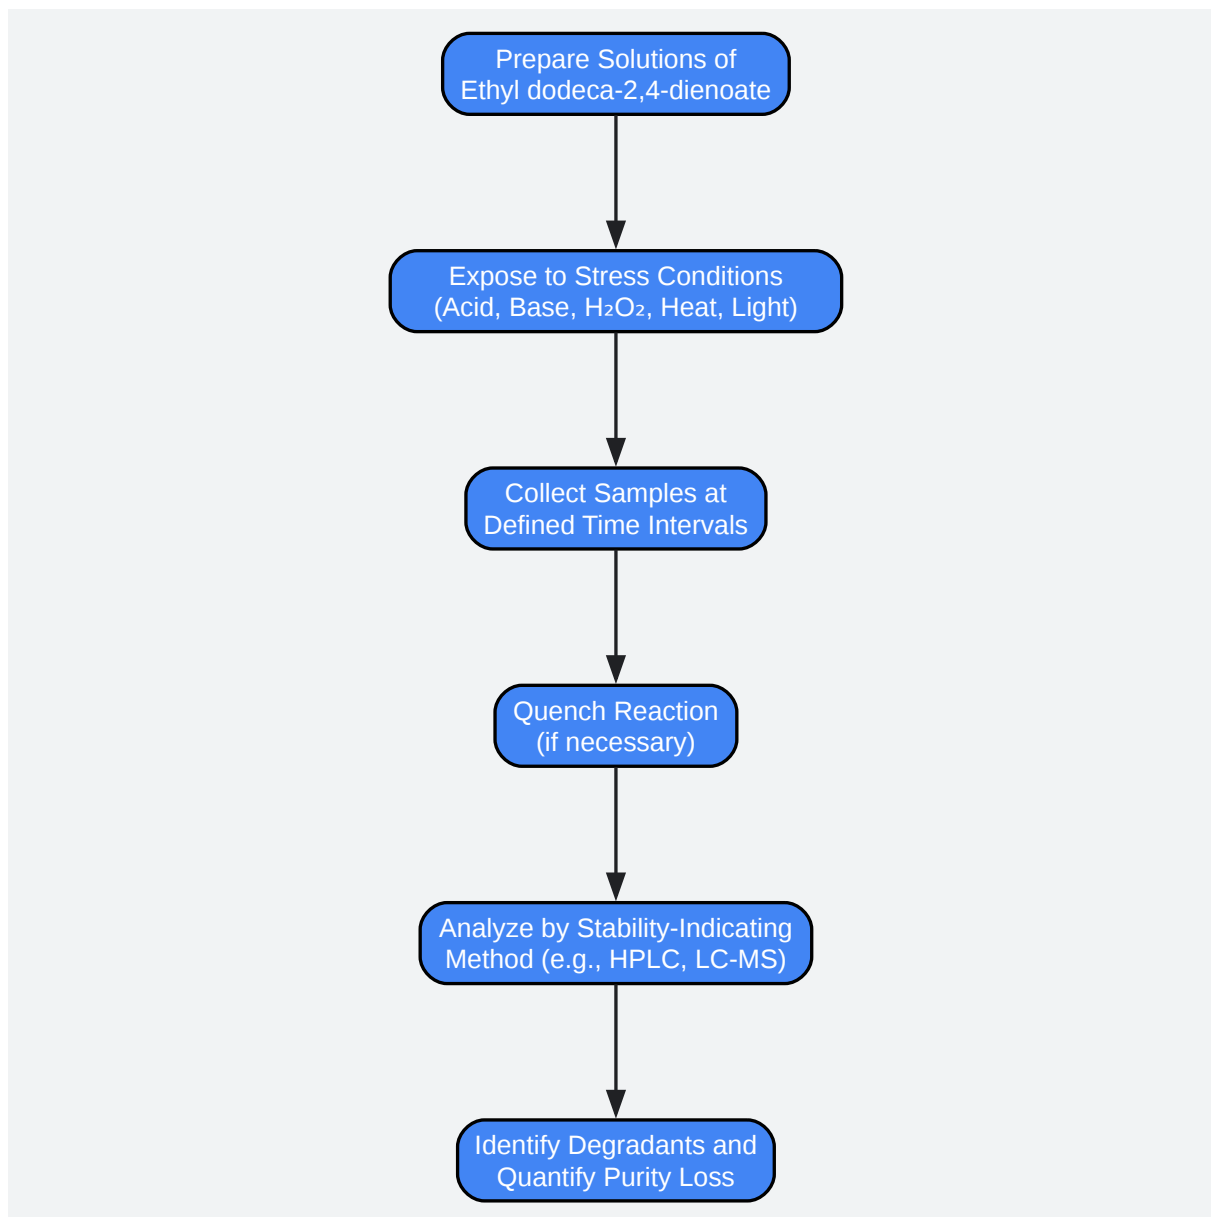 Prepare Solutions of
Ethyl dodeca-2,4-dienoate
Expose to Stress Conditions
(Acid, Base, H₂O₂, Heat, Light)
Collect Samples at
Defined Time Intervals
Quench Reaction
(if necessary)
Analyze by Stability-Indicating
Method (e.g., HPLC, LC-MS)
Identify Degradants and
Quantify Purity Loss